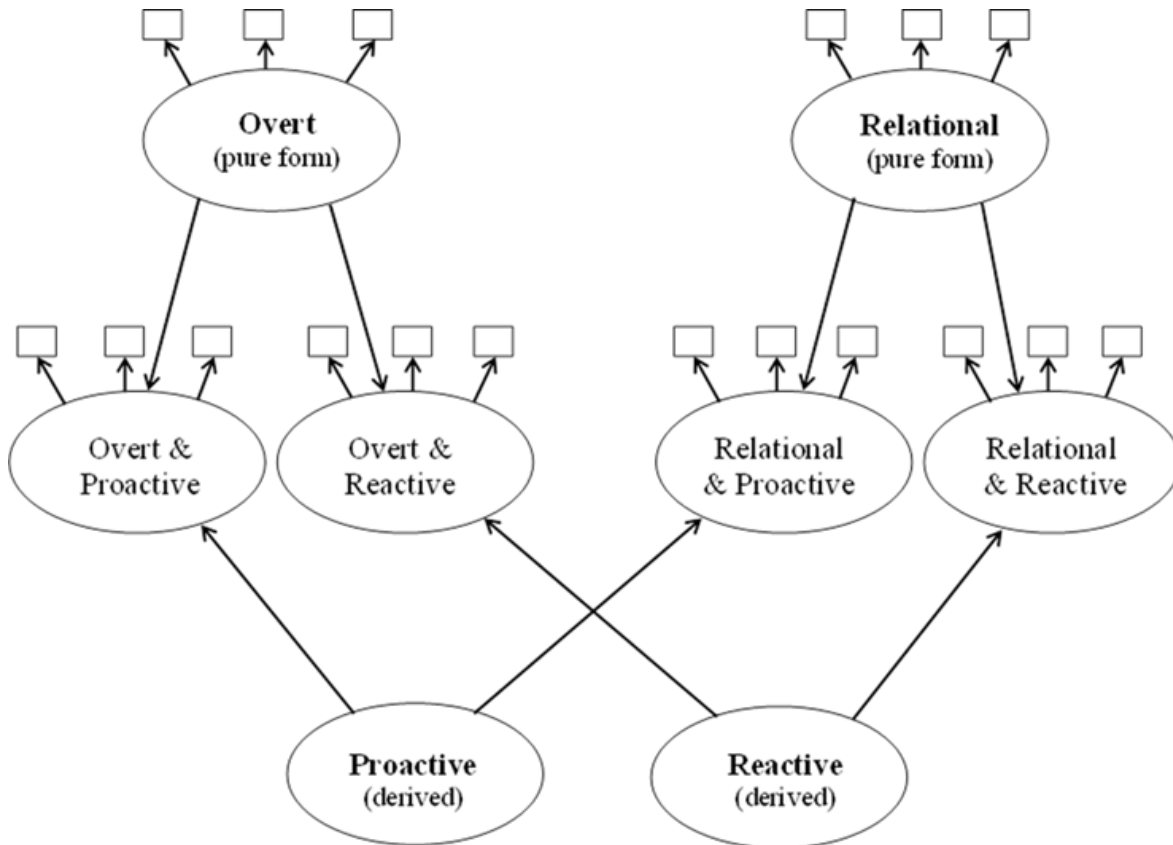 Overt
(pure form)
Relational
(pure form)
Overt &
Proactive
Overt &
Reactive
Relational
& Proactive
Relational
& Reactive
Proactive
(derived)
Reactive
(derived)